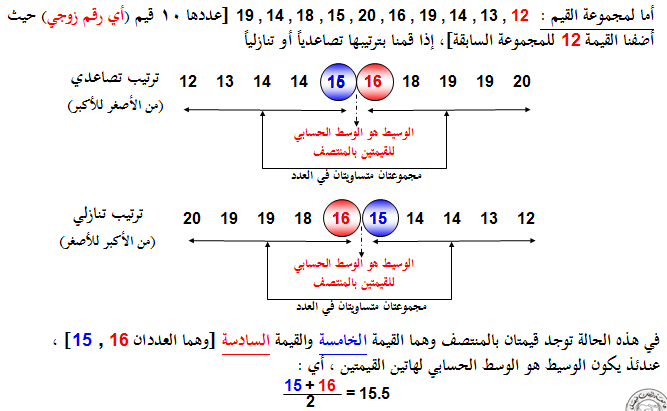 أما لمجموعة القيم : 12 , 13 , 14 , 19 , 16 , 20 , 15 , 18 , 14 , 19 [عددها ١٠ قيم (أي رقم زوجي) حيث
أضفنا القيمة 12 للمجموعة السابقة]، إذا قمنا بترتيبها تصاعدياً أو تنازلياً
ترتيب تصاعدي
(من الأصغر للأكبر)
12 13 14 14 15 16 18 19 19 20
الوسيط هو الوسط الحسابي
للقيمتين بالمنتصف
مجموعتان متساويتان في العدد
ترتيب تنازلي
(من الأكبر للأصغر)
20 19 19 18 16 15 14 14 13 12
الوسيط هو الوسط الحسابي
للقيمتين بالمنتصف
مجموعتان متساويتان في العدد
في هذه الحالة توجد قيمتان بالمنتصف وهما القيمة الخامسة والقيمة السادسة [وهما العددان 16 , 15] ،
عندئذ يكون الوسيط هو الوسط الحسابي لهاتين القيمتين ، أي :
15 + 16
2
= 15.5